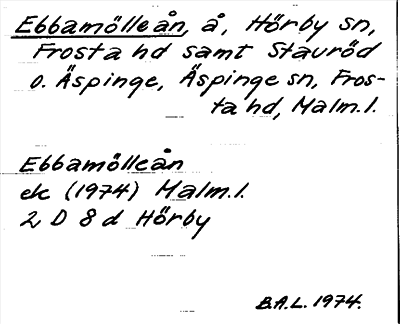 Ebbamölleån, å, Hörby sn,
Frosta hd samt Stauröd
o. Äspinge, Äspinge sn, Fros-
ta hd, Malm. l.
Ebbamölleån
ek (1974) Malm. l.
2 D 8 d Hörby
B.A.L. 1974.